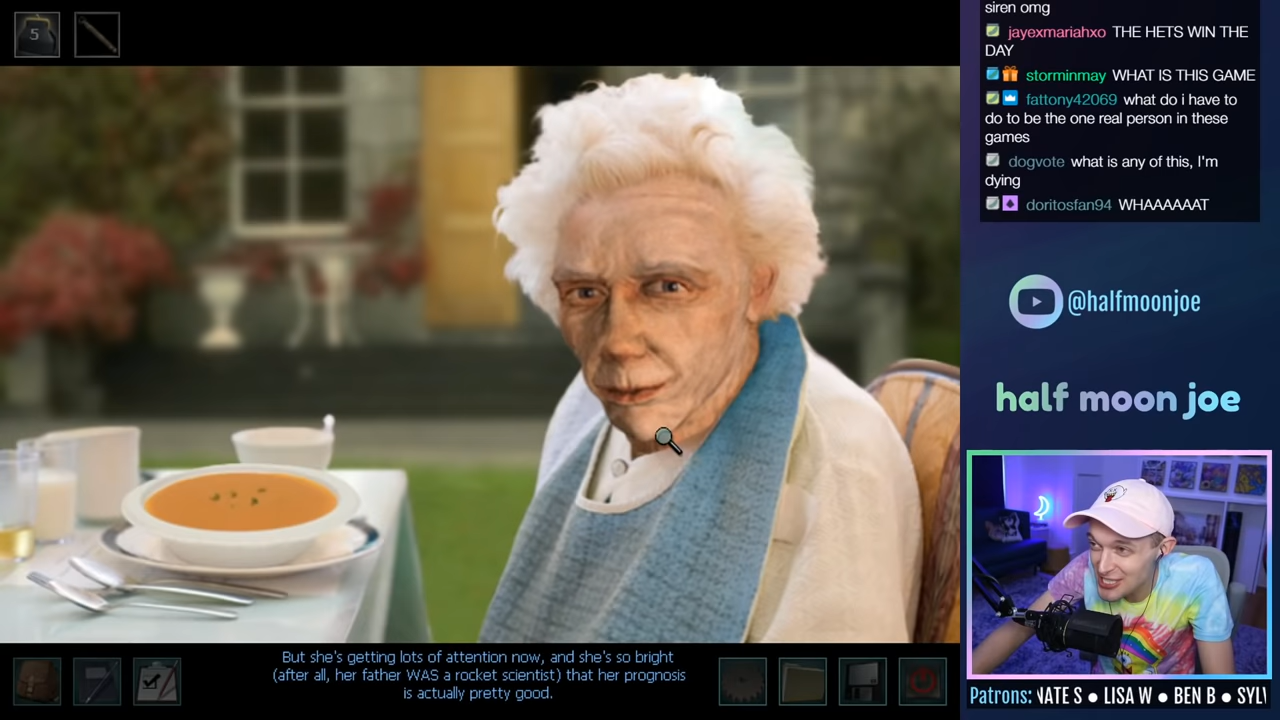 5
siren omg
jayexmariahxo THE HETS WIN THE
DAY
storminmay WHAT IS THIS GAME
fattony42069 what do i have to
do to be the one real person in these
games
dogvote what is any of this, I'm
dying
doritosfan94 WHAAAAAAT
@halfmoonjoe
half moon joe
But she's getting lots of attention now, and she's so bright
(after all, her father WAS a rocket scientist) that her prognosis
is actually pretty good.
Patrons: NATE S ● LISA W ● BEN B ● SYL